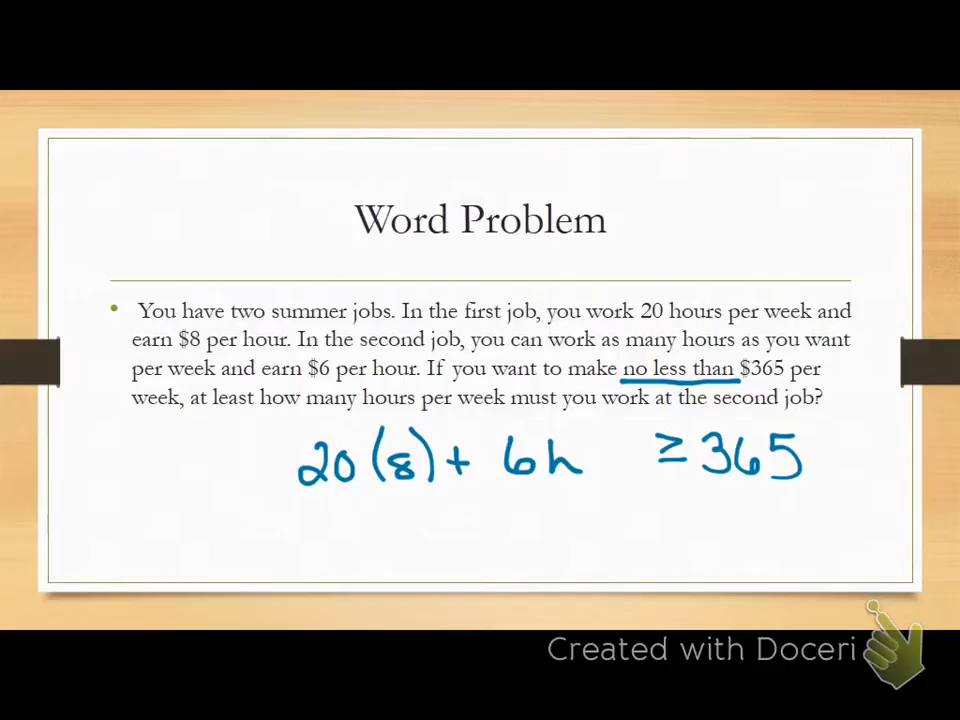 Word Problem
• You have two summer jobs. In the first job, you work 20 hours per week and
earn $8 per hour. In the second job, you can work as many hours as you want
per week and earn $6 per hour. If you want to make no less than $365 per
week, at least how many hours per week must you work at the second job?
20(8) + 6h ≥ 365
Created with Doceri